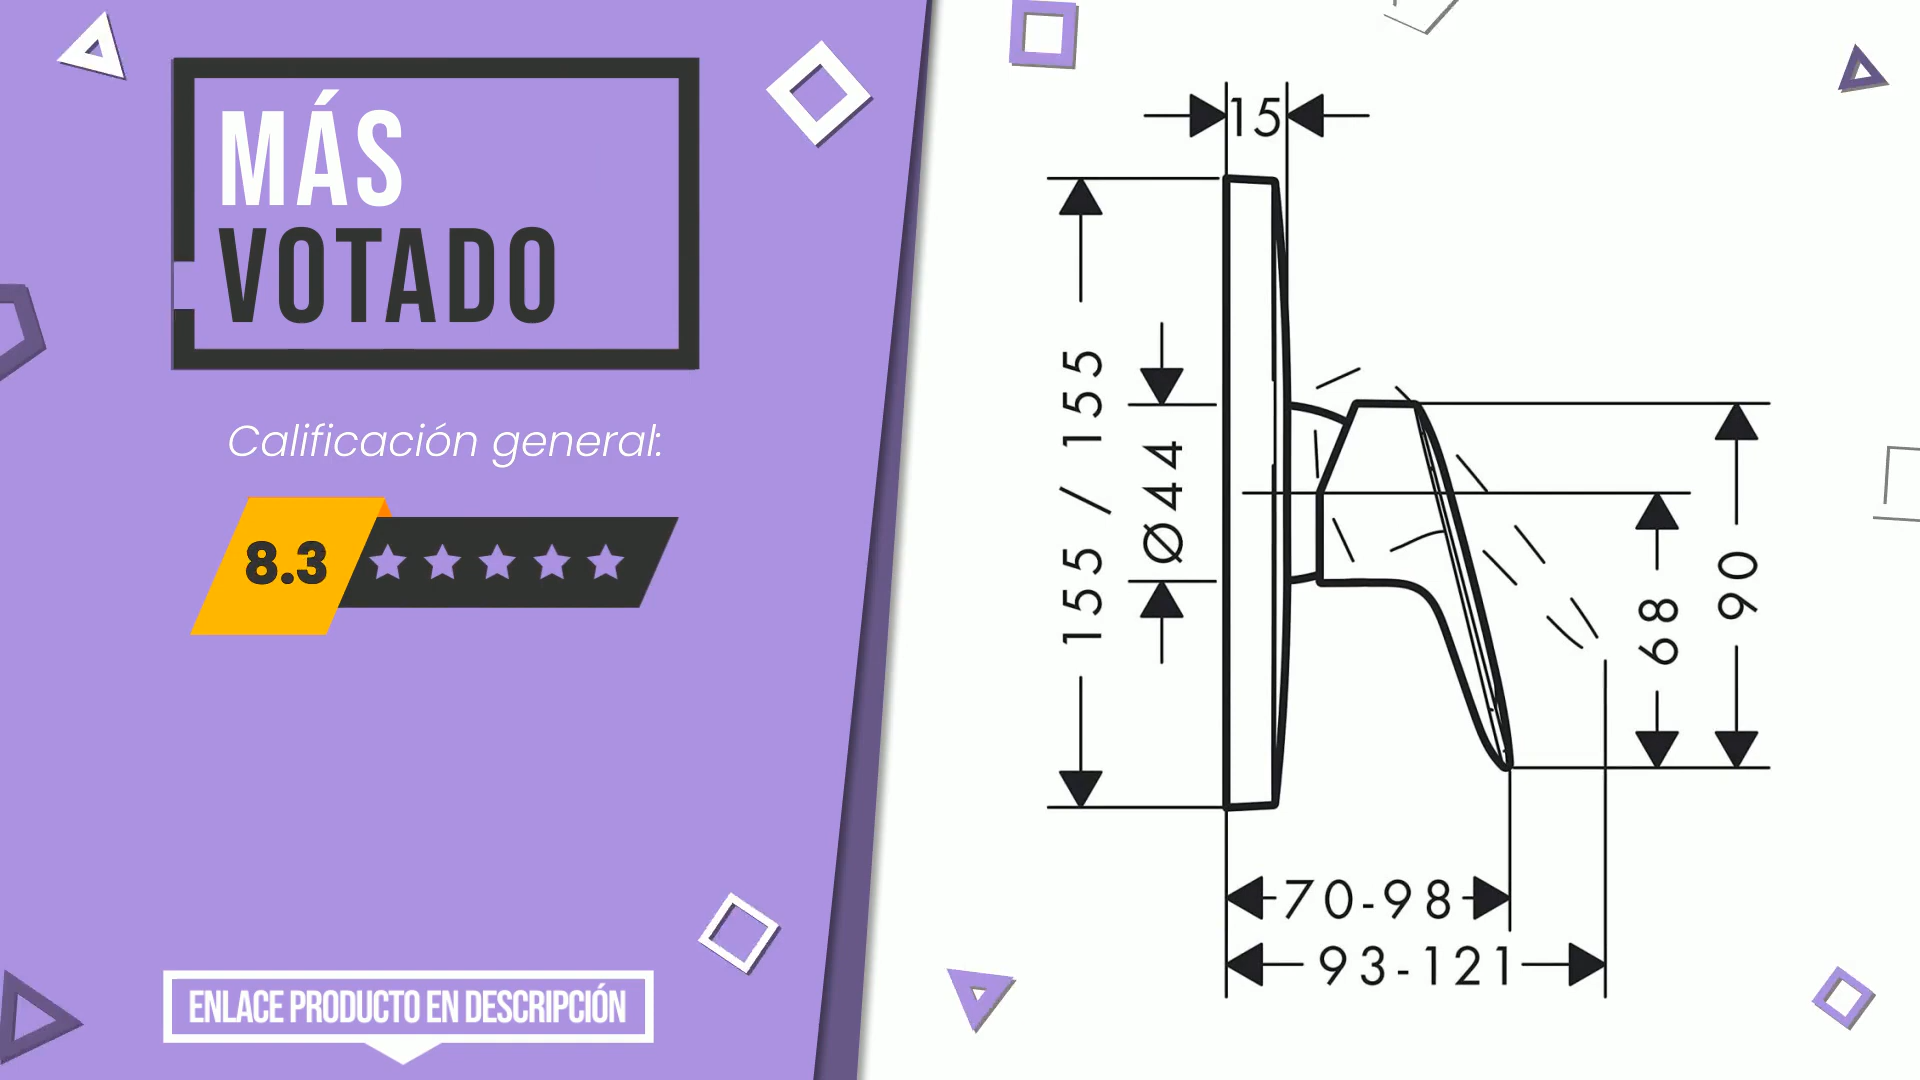 MÁS
VOTADO
Calificación general:
8.3
ENLACE PRODUCTO EN DESCRIPCIÓN
15
155 / 155
Ø44
68
90
70-98
93-121